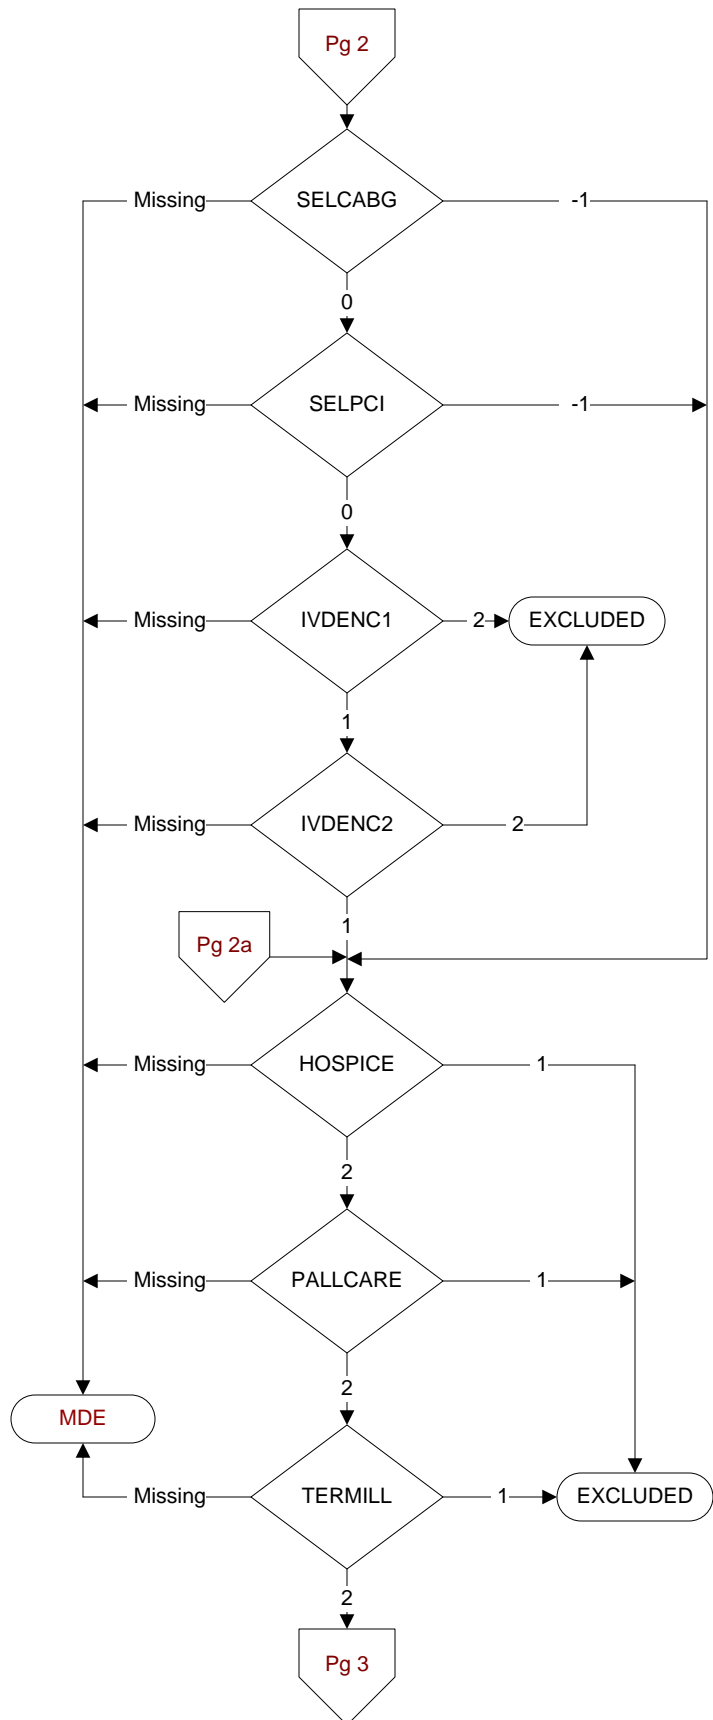 Pg 2
Missing SELCABG -1
0
Missing SELPCI -1
0
Missing IVDENC1 2 EXCLUDED
1
Missing IVDENC2 2
1
Pg 2a
Missing HOSPICE 1
2
Missing PALLCARE 1
2
MDE
Missing TERMILL 1 EXCLUDED
2
Pg 3